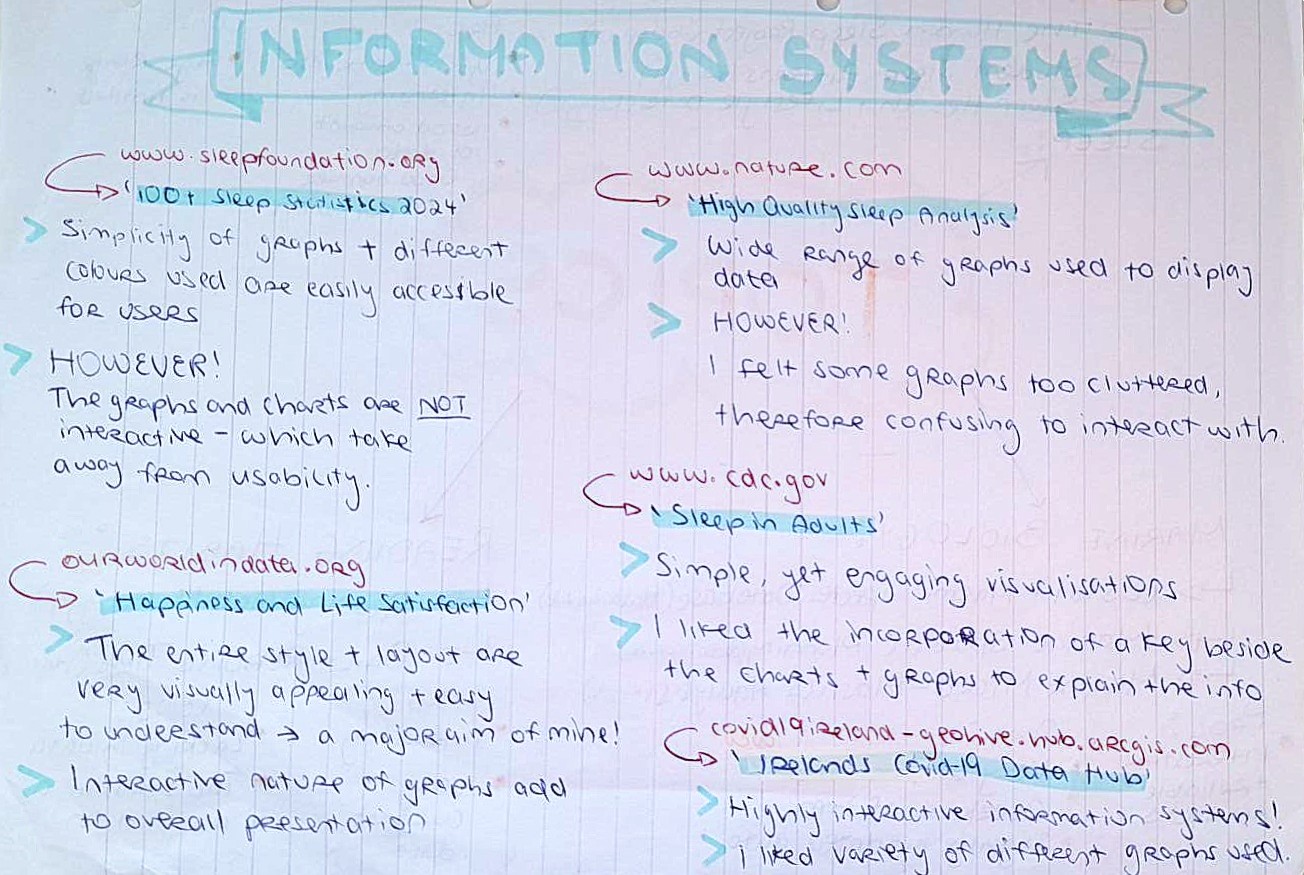 INFORMATION SYSTEMS
www.sleepfoundation.org
'100+ Sleep Statistics 2024'
> Simplicity of graphs + different
colours used are easily accessible
for users
> HOWEVER!
The graphs and charts are NOT
interactive - which take
away from usability.
ourworldindata.org
'Happiness and Life Satisfaction'
> The entire style + layout are
very visually appealing + easy
to understand → a major aim of mine!
> Interactive nature of graphs add
to overall presentation
www.nature.com
'High Quality Sleep Analysis'
> Wide range of graphs used to display
data
> HOWEVER!
I felt some graphs too cluttered,
therefore confusing to interact with.
www.cdc.gov
'Sleep in Adults'
> Simple, yet engaging visualisations
> I liked the incorporation of a key beside
the charts + graphs to explain the info
covid19ireland-geohive.hub.arcgis.com
'Irelands Covid-19 Data Hub'
> Highly interactive information systems!
> i liked variety of different graphs used.